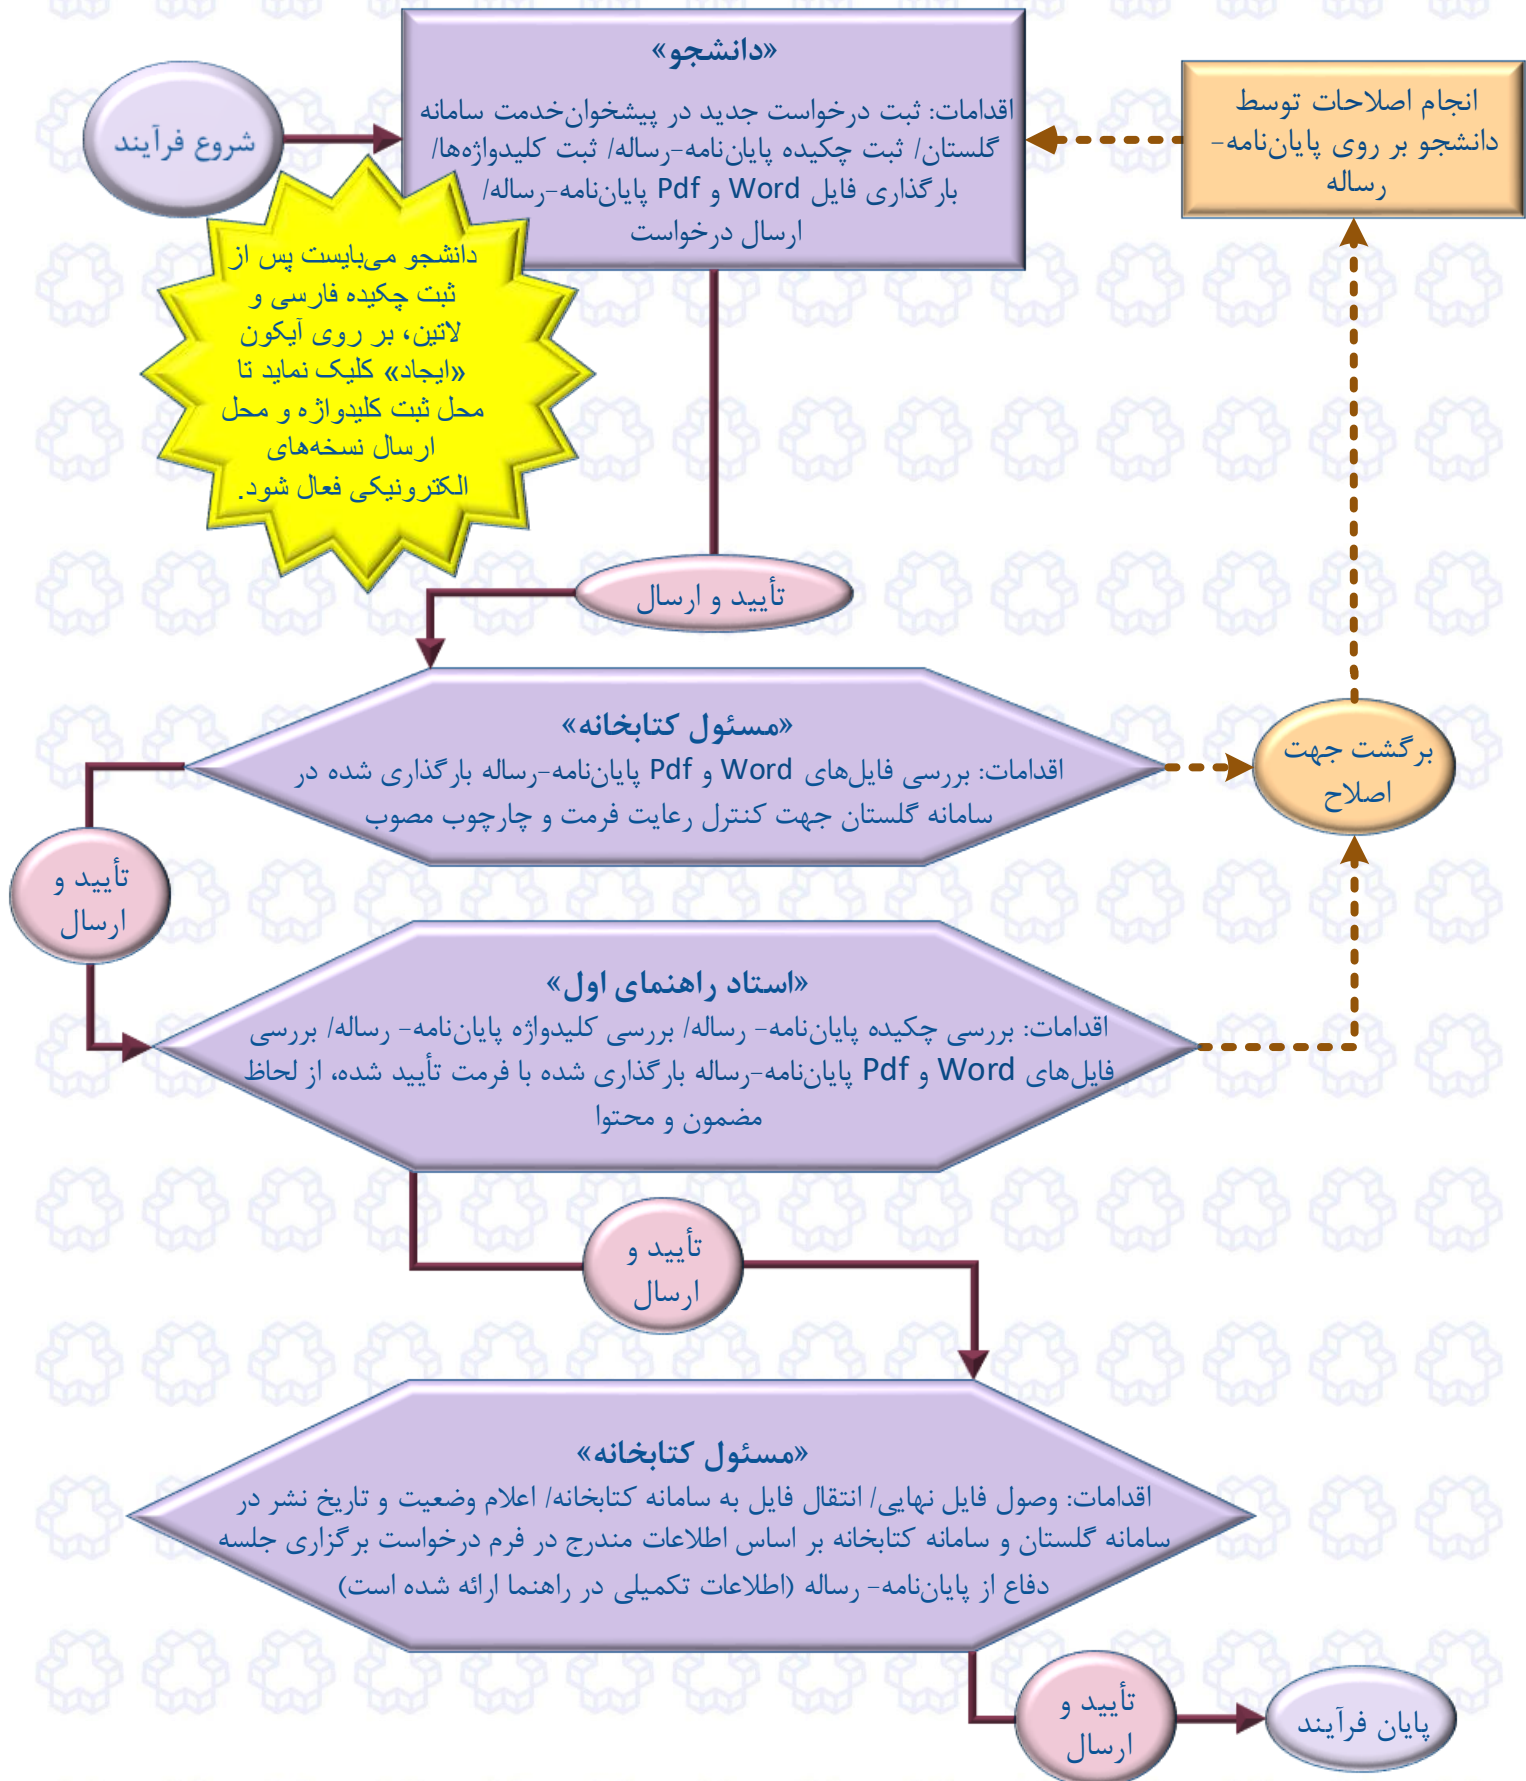 «دانشجو»
اقدامات: ثبت درخواست جدید در پیشخوان‌خدمت سامانه
گلستان/ ثبت چکیده پایان‌نامه-رساله/ ثبت کلیدواژه‌ها/
بارگذاری فایل Word و Pdf پایان‌نامه-رساله/
ارسال درخواست
شروع فرآیند
انجام اصلاحات توسط
دانشجو بر روی پایان‌نامه-
رساله
دانشجو می‌بایست پس از
ثبت چکیده فارسی و
لاتین، بر روی آیکون
«ایجاد» کلیک نماید تا
محل ثبت کلیدواژه و محل
ارسال نسخه‌های
الکترونیکی فعال شود.
تأیید و ارسال
«مسئول کتابخانه»
اقدامات: بررسی فایل‌های Word و Pdf پایان‌نامه-رساله بارگذاری شده در
سامانه گلستان جهت کنترل رعایت فرمت و چارچوب مصوب
برگشت جهت
اصلاح
تأیید و
ارسال
«استاد راهنمای اول»
اقدامات: بررسی چکیده پایان‌نامه- رساله/ بررسی کلیدواژه پایان‌نامه- رساله/ بررسی
فایل‌های Word و Pdf پایان‌نامه-رساله بارگذاری شده با فرمت تأیید شده، از لحاظ
مضمون و محتوا
تأیید و
ارسال
«مسئول کتابخانه»
اقدامات: وصول فایل نهایی/ انتقال فایل به سامانه کتابخانه/ اعلام وضعیت و تاریخ نشر در
سامانه گلستان و سامانه کتابخانه بر اساس اطلاعات مندرج در فرم درخواست برگزاری جلسه
دفاع از پایان‌نامه- رساله (اطلاعات تکمیلی در راهنما ارائه شده است)
تأیید و
ارسال
پایان فرآیند